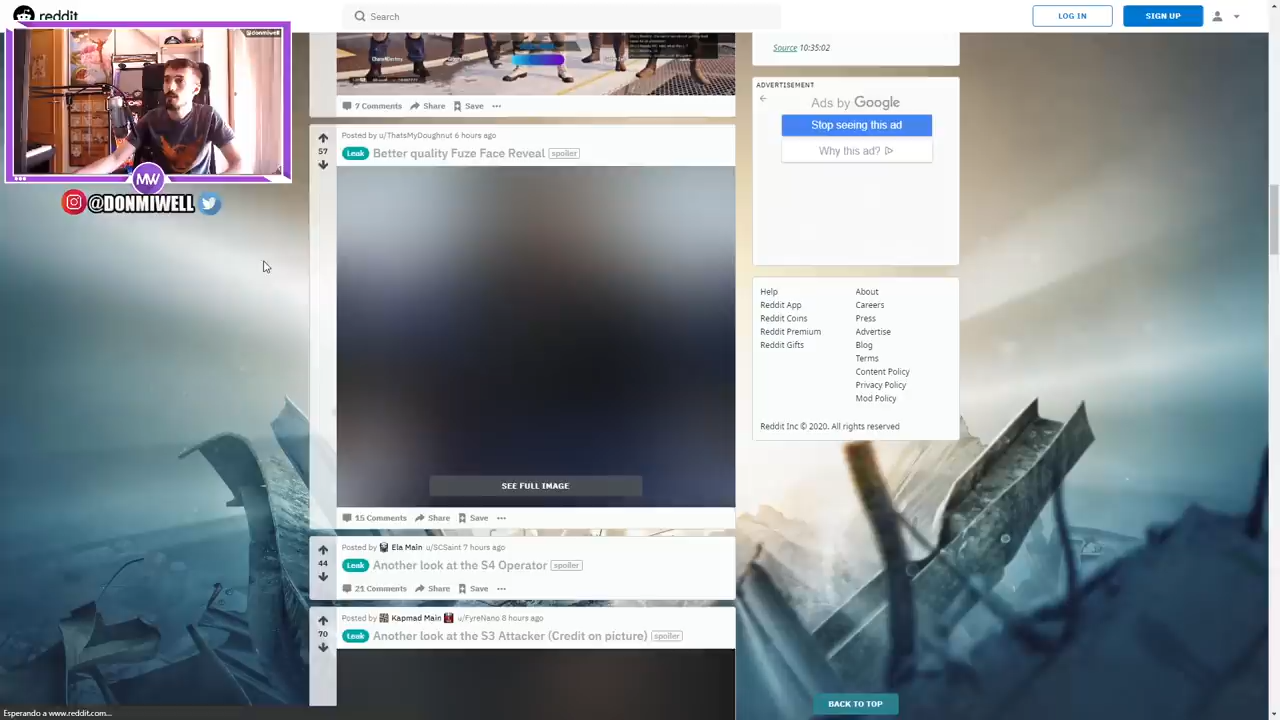 reddit
Search
LOG IN
SIGN UP
@donmiwell
MW
@DONMIWELL
7 Comments
Share
Save
Posted by u/ThatsMyDoughnut 6 hours ago
57
Leak
Better quality Fuze Face Reveal
spoiler
SEE FULL IMAGE
15 Comments
Share
Save
Posted by Ela Main u/SCSaint 7 hours ago
44
Leak
Another look at the S4 Operator
spoiler
21 Comments
Share
Save
Posted by Kapmad Main u/FyreNano 8 hours ago
70
Leak
Another look at the S3 Attacker (Credit on picture)
spoiler
Source 10:35:02
ADVERTISEMENT
Ads by Google
Stop seeing this ad
Why this ad?
Help
About
Reddit App
Careers
Reddit Coins
Press
Reddit Premium
Advertise
Reddit Gifts
Blog
Terms
Content Policy
Privacy Policy
Mod Policy
Reddit Inc © 2020. All rights reserved
BACK TO TOP
Esperando a www.reddit.com...